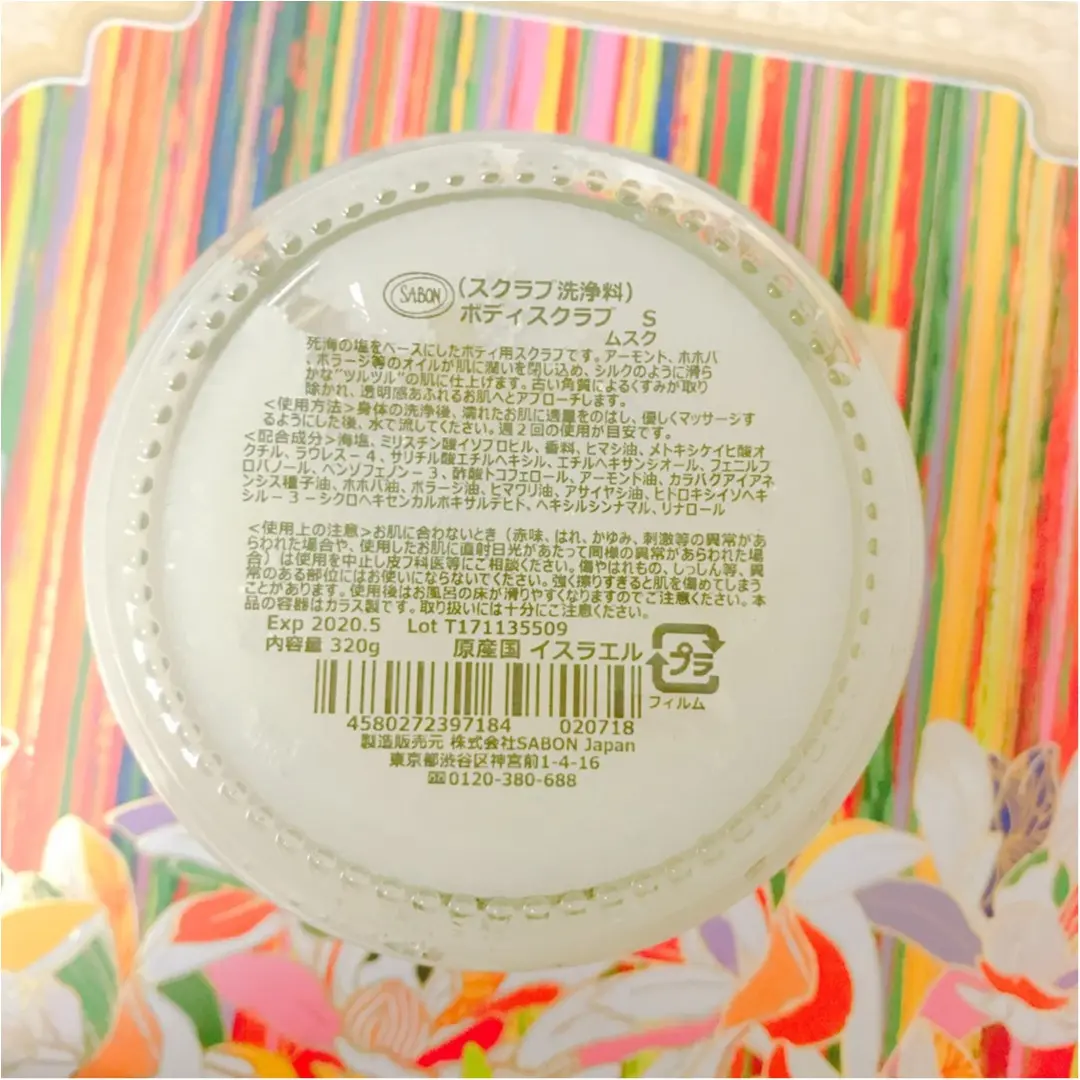 SABON
(スクラブ洗浄料)
ボディスクラブ S
ムスク
死海の塩をベースにしたボディ用スクラブです。アーモンド、ホホバ
、ボラージ等のオイルが肌に潤いを閉じ込め、シルクのように滑ら
かな"ツルツル"の肌に仕上げます。古い角質によるくすみが取り
除かれ、透明感あふれるお肌へとアプローチします。
<使用方法>身体の洗浄後、濡れたお肌に適量をのばし、優しくマッサージす
るようにした後、水で流してください。週2回の使用が目安です。
<配合成分>海塩、ミリスチン酸イソプロピル、香料、ヒマシ油、メトキシケイヒ酸オ
クチル、ラウレス-4、サリチル酸エチルヘキシル、エチルヘキサンジオール、フェニルプ
ロパノール、ベンゾフェノン-3、酢酸トコフェロール、アーモンド油、カラパグアイアネ
ンシス種子油、ホホバ油、ボラージ油、ヒマワリ油、アサイヤシ油、ヒドロキシイソヘキ
シル-3-シクロヘキセンカルボキサルデヒド、ヘキシルシンナマル、リナロール
<使用上の注意>お肌に合わないとき(赤味、はれ、かゆみ、刺激等の異常があ
らわれた場合や、使用したお肌に直射日光があたって同様の異常があらわれた場
合)は使用を中止し皮フ科医等にご相談ください。傷やはれもの、しっしん等、異
常のある部位にはお使いにならないでください。強く擦りすぎると肌を傷めてしまう
ことがあります。使用後はお風呂の床が滑りやすくなりますのでご注意ください。本
品の容器はガラス製です。取り扱いには十分にご注意ください。
Exp 2020.5 Lot T171135509
内容量 320g 原産国 イスラエル
プラ
フィルム
4580272397184 020718
製造販売元 株式会社SABON Japan
東京都渋谷区神宮前1-4-16
0120-380-688